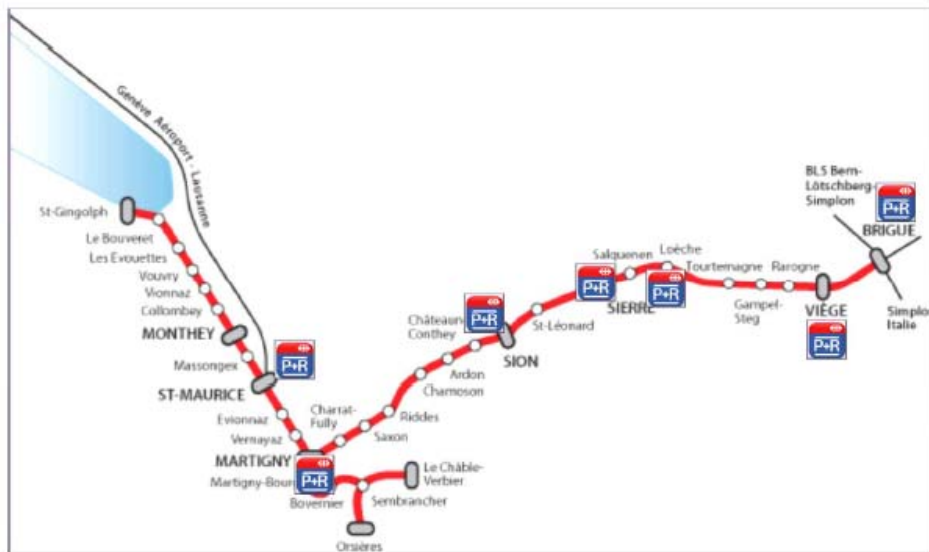 Genève Aéroport - Lausanne
St-Gingolph
Le Bouveret
Les Evouettes
Vouvry
Vionnaz
Collombey
MONTHEY
Massongex
P+R
ST-MAURICE
Evionnaz
Vernayaz
MARTIGNY
P+R
Martigny-Bour
Bovernier
Sembrancher
Le Châble-
Verbier
Orsières
Charrat-
Fully
Saxon
Riddes
Chamoson
Ardon
Châteaun
Conthey
P+R
SION
St-Léonard
P+R
SIERRE
Salquenen
Loèche
P+R
Tourtemagne
Gampel-
Steg
Rarogne
VIÈGE
P+R
BLS Bern-
Lötschberg-
Simplon
P+R
BRIGUE
Simplon
Italie